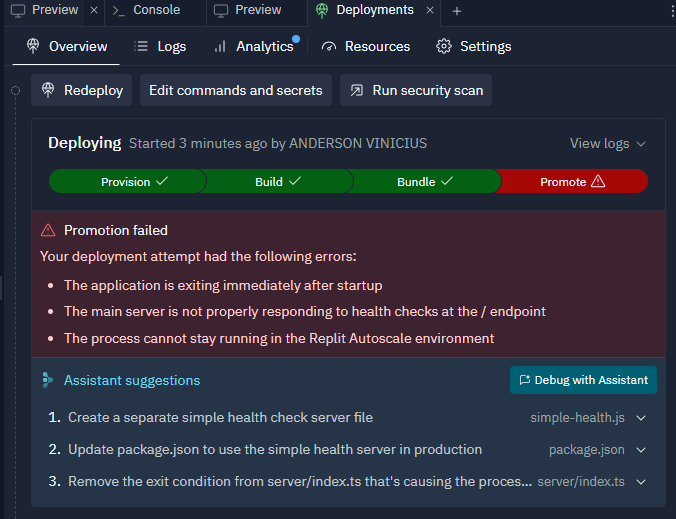 Preview × Console Preview Deployments × +
Overview Logs Analytics Resources Settings
Redeploy Edit commands and secrets Run security scan
Deploying Started 3 minutes ago by ANDERSON VINICIUS View logs
Provision Build Bundle Promote
Promotion failed
Your deployment attempt had the following errors:
• The application is exiting immediately after startup
• The main server is not properly responding to health checks at the / endpoint
• The process cannot stay running in the Replit Autoscale environment
Assistant suggestions Debug with Assistant
1. Create a separate simple health check server file simple-health.js
2. Update package.json to use the simple health server in production package.json
3. Remove the exit condition from server/index.ts that's causing the proces... server/index.ts